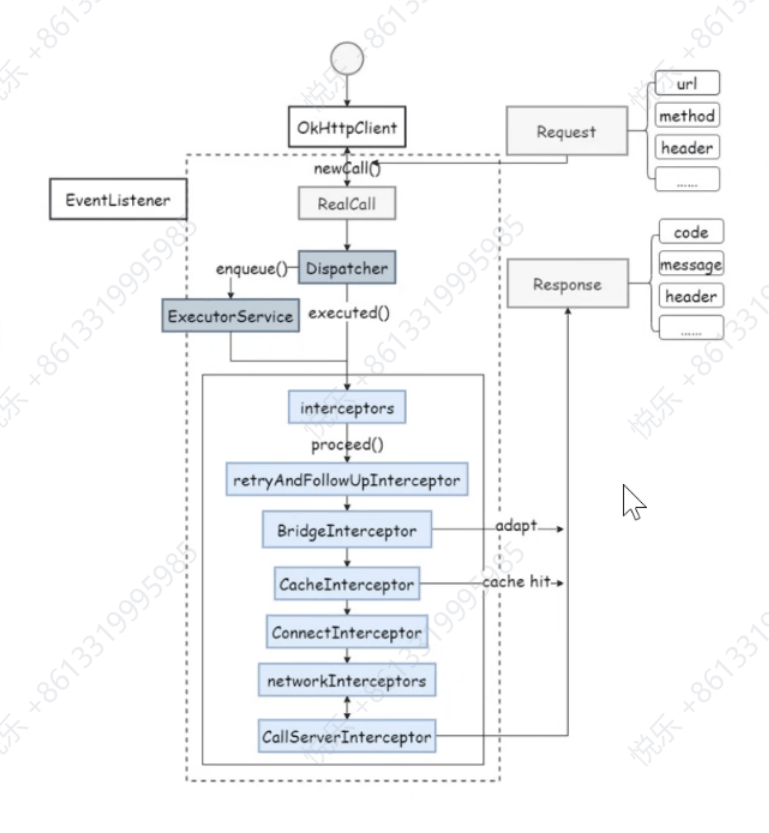 OkHttpClient
Request
url
method
header
......
newCall()
EventListener
RealCall
code
message
header
......
enqueue()
Dispatcher
Response
ExecutorService
executed()
interceptors
proceed()
retryAndFollowUpInterceptor
BridgeInterceptor
adapt
CacheInterceptor
cache hit
ConnectInterceptor
networkInterceptors
CallServerInterceptor
悦乐 +8613319995985